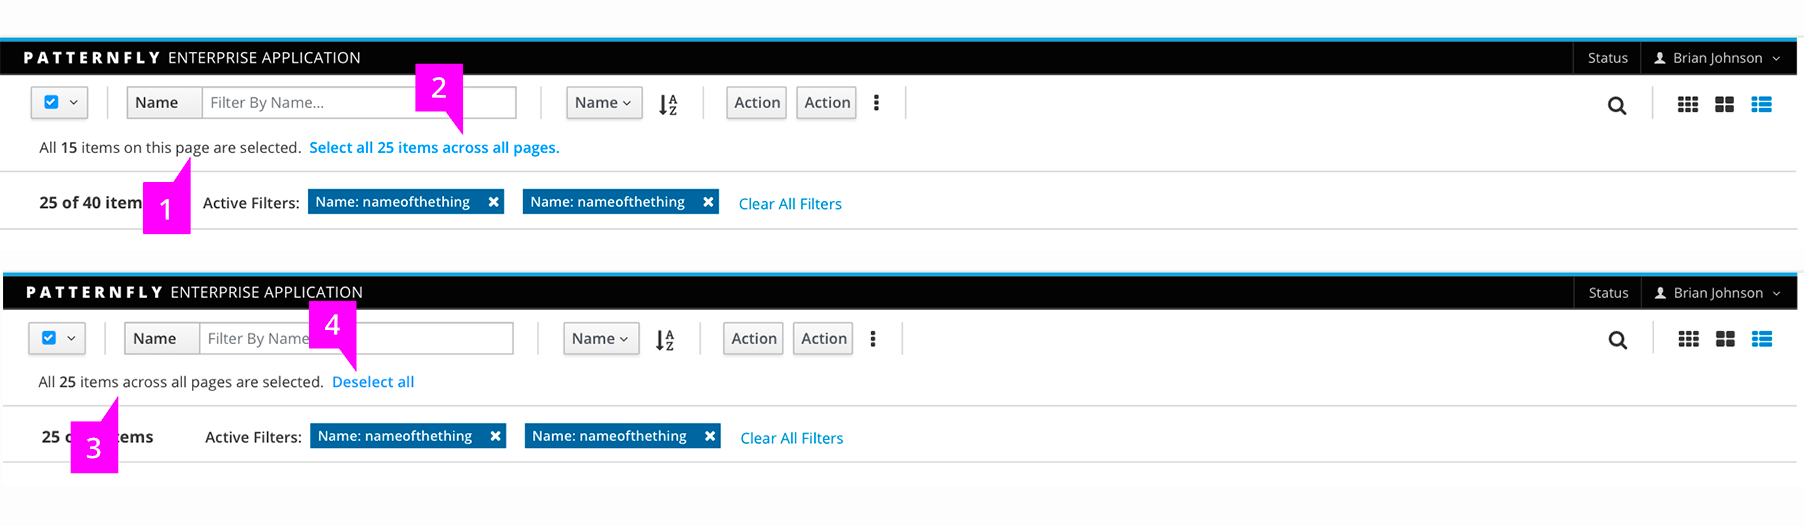 PATTERNFLY ENTERPRISE APPLICATION Status Brian Johnson
2
Name Filter By Name... Name A Z Action Action
All 15 items on this page are selected. Select all 25 items across all pages.
1
25 of 40 item Active Filters: Name: nameofthething Name: nameofthething Clear All Filters
PATTERNFLY ENTERPRISE APPLICATION Status Brian Johnson
4
Name Filter By Name Name A Z Action Action
All 25 items across all pages are selected. Deselect all
3
25 Active Filters: Name: nameofthething Name: nameofthething Clear All Filters